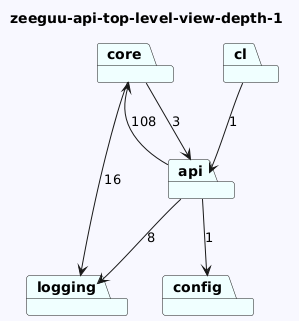 zeeguu-api-top-level-view-depth-1
core
cl
108
3
1
api
16
8
1
logging
config